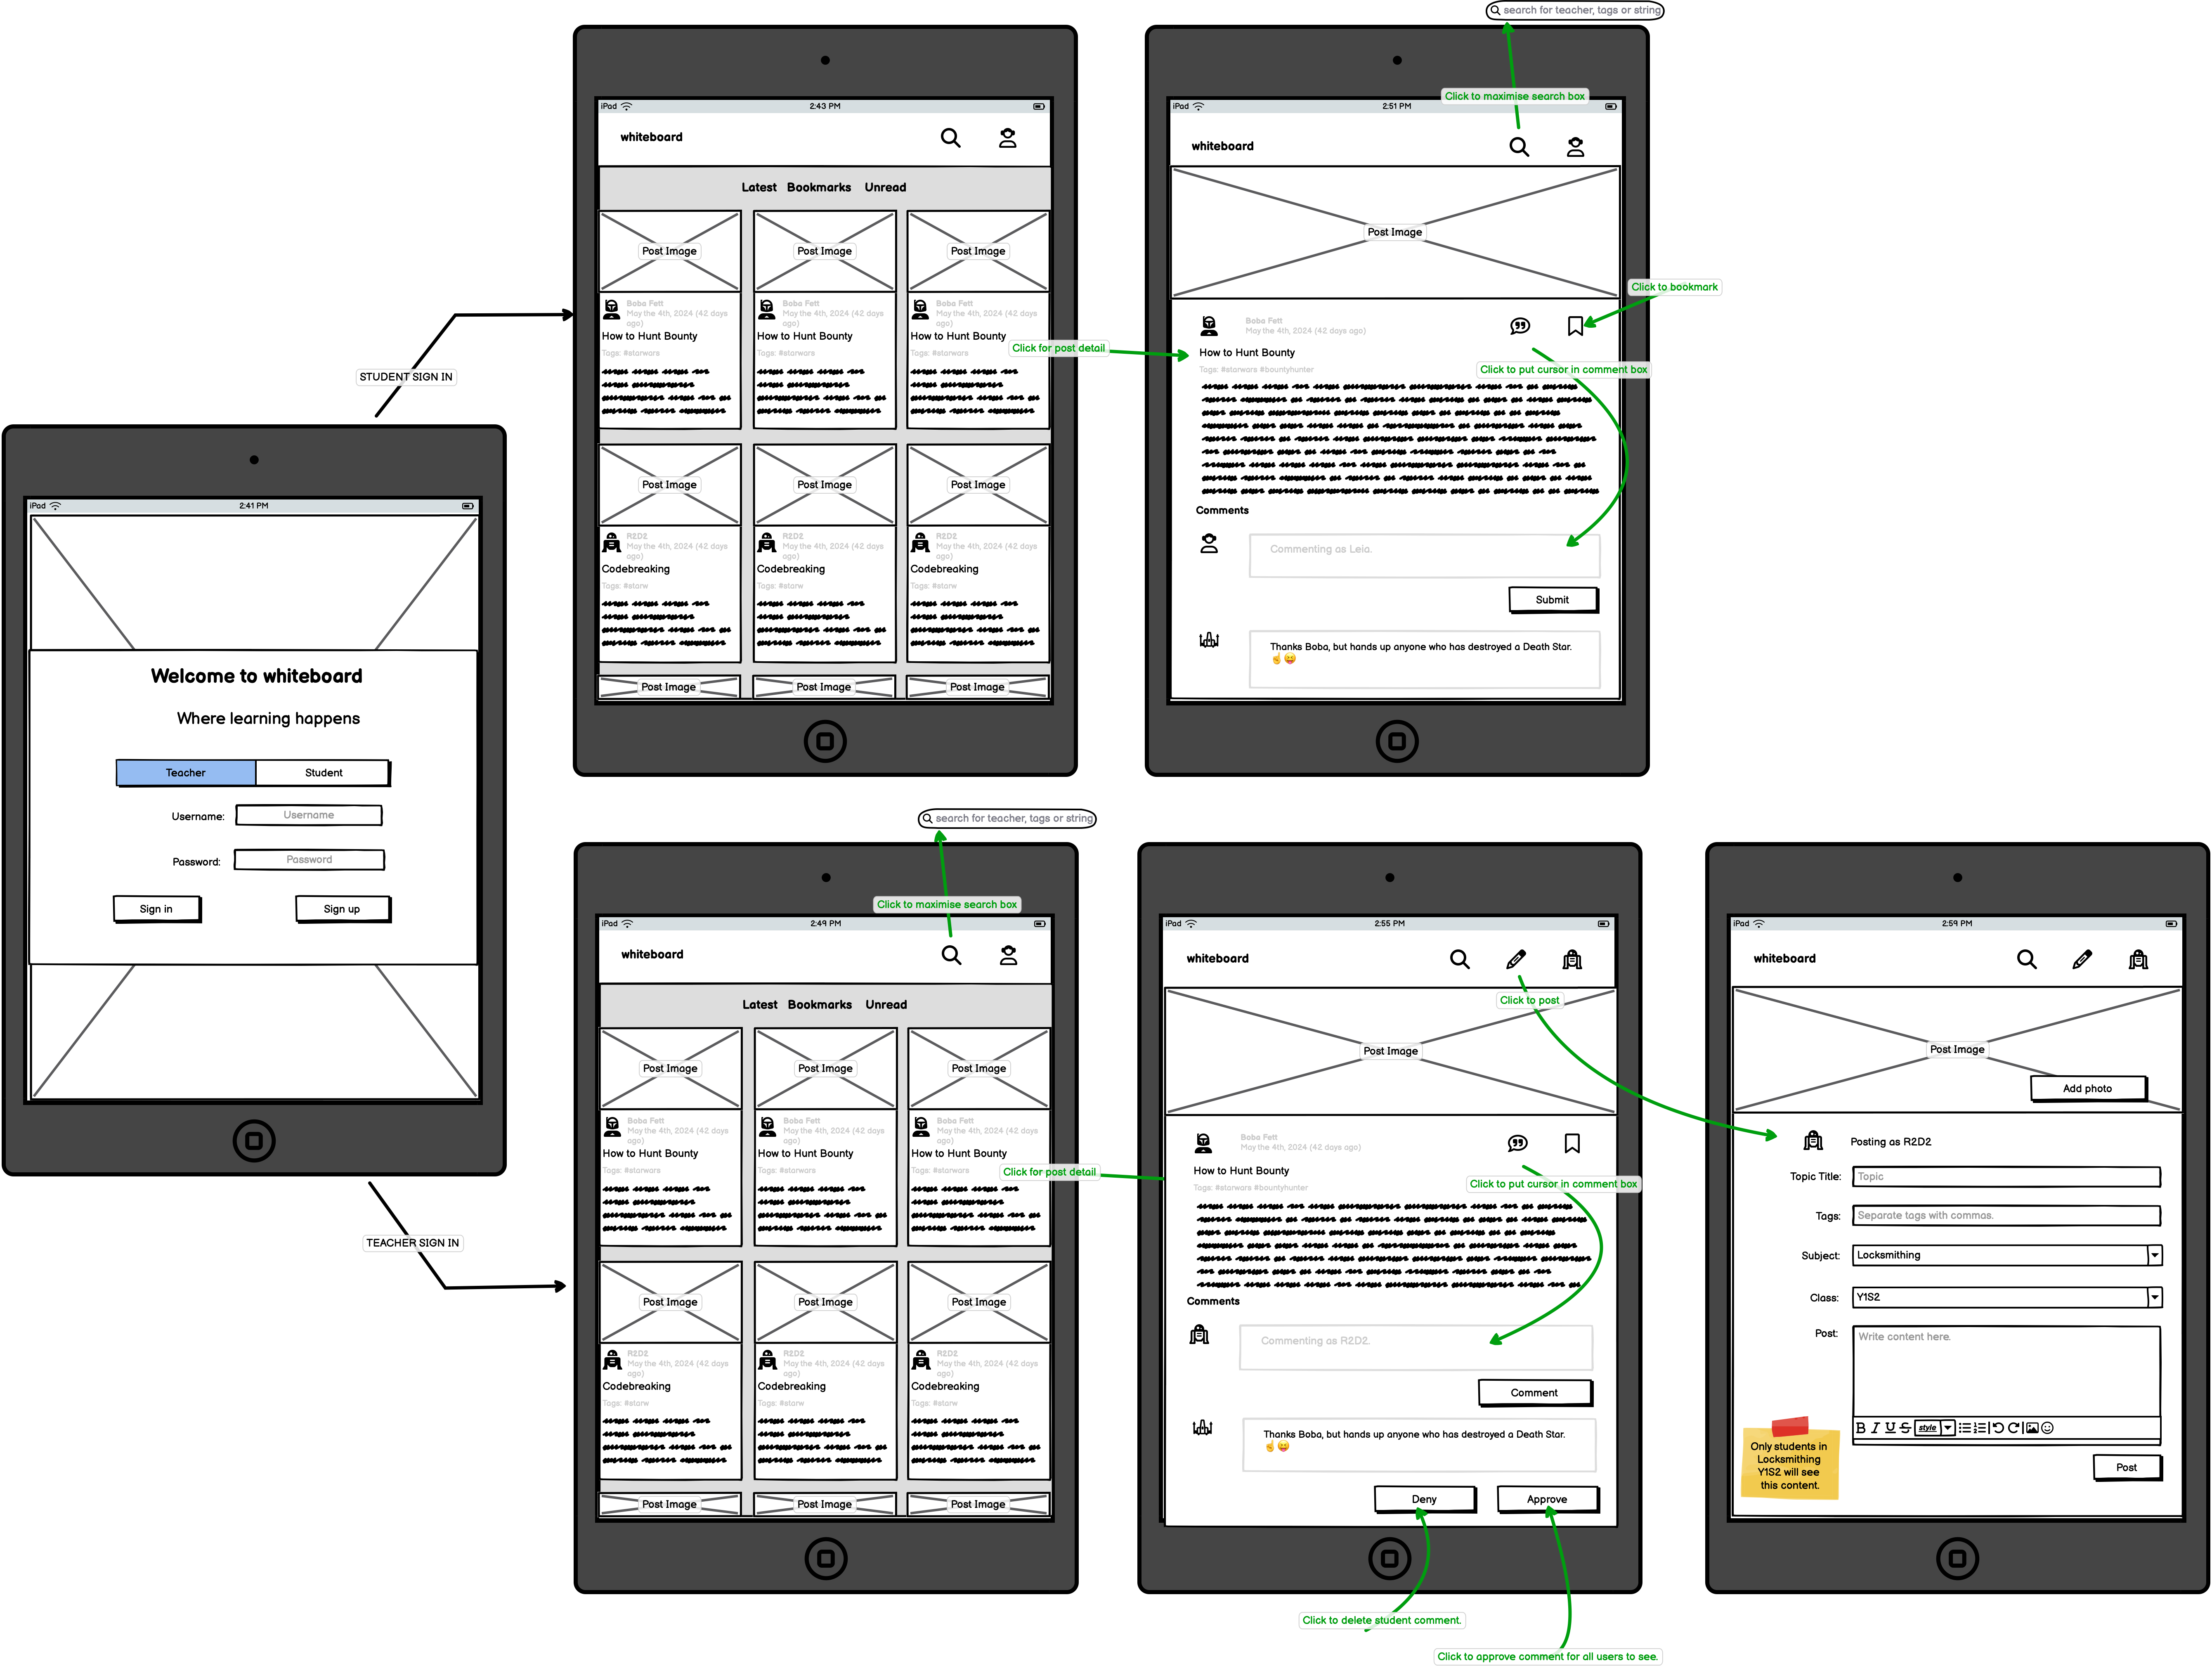 STUDENT SIGN IN
TEACHER SIGN IN
iPad
2:41 PM
Welcome to whiteboard
Where learning happens
Teacher
Student
Username:
Username
Password:
Password
Sign in
Sign up
iPad
2:43 PM
whiteboard
Latest
Bookmarks
Unread
Post Image
Post Image
Post Image
Boba Fett
May the 4th, 2024 (42 days
ago)
How to Hunt Bounty
Tags: #starwars
Boba Fett
May the 4th, 2024 (42 days
ago)
How to Hunt Bounty
Tags: #starwars
Boba Fett
May the 4th, 2024 (42 days
ago)
How to Hunt Bounty
Tags: #starwars
Click for post detail
Post Image
Post Image
Post Image
R2D2
May the 4th, 2024 (42 days
ago)
Codebreaking
Tags: #starw
R2D2
May the 4th, 2024 (42 days
ago)
Codebreaking
Tags: #starw
R2D2
May the 4th, 2024 (42 days
ago)
Codebreaking
Tags: #starw
Post Image
Post Image
Post Image
search for teacher, tags or string
Click to maximise search box
iPad
2:51 PM
whiteboard
Post Image
Click to bookmark
Boba Fett
May the 4th, 2024 (42 days ago)
How to Hunt Bounty
Tags: #starwars #bountyhunter
Click to put cursor in comment box
Comments
Commenting as Leia.
Submit
Thanks Boba, but hands up anyone who has destroyed a Death Star.
☝️😝
search for teacher, tags or string
Click to maximise search box
iPad
2:49 PM
whiteboard
Latest
Bookmarks
Unread
Post Image
Post Image
Post Image
Boba Fett
May the 4th, 2024 (42 days
ago)
How to Hunt Bounty
Tags: #starwars
Boba Fett
May the 4th, 2024 (42 days
ago)
How to Hunt Bounty
Tags: #starwars
Boba Fett
May the 4th, 2024 (42 days
ago)
How to Hunt Bounty
Tags: #starwars
Click for post detail
Post Image
Post Image
Post Image
R2D2
May the 4th, 2024 (42 days
ago)
Codebreaking
Tags: #starw
R2D2
May the 4th, 2024 (42 days
ago)
Codebreaking
Tags: #starw
R2D2
May the 4th, 2024 (42 days
ago)
Codebreaking
Tags: #starw
Post Image
Post Image
Post Image
iPad
2:55 PM
whiteboard
Click to post
Post Image
Boba Fett
May the 4th, 2024 (42 days ago)
How to Hunt Bounty
Tags: #starwars #bountyhunter
Click to put cursor in comment box
Comments
Commenting as R2D2.
Comment
Thanks Boba, but hands up anyone who has destroyed a Death Star.
☝️😝
Deny
Approve
Click to delete student comment.
Click to approve comment for all users to see.
iPad
2:59 PM
whiteboard
Post Image
Add photo
Posting as R2D2
Topic Title:
Topic
Tags:
Separate tags with commas.
Subject:
Locksmithing
Class:
Y1S2
Post:
Write content here.
B I U S style
Only students in
Locksmithing
Y1S2 will see
this content.
Post